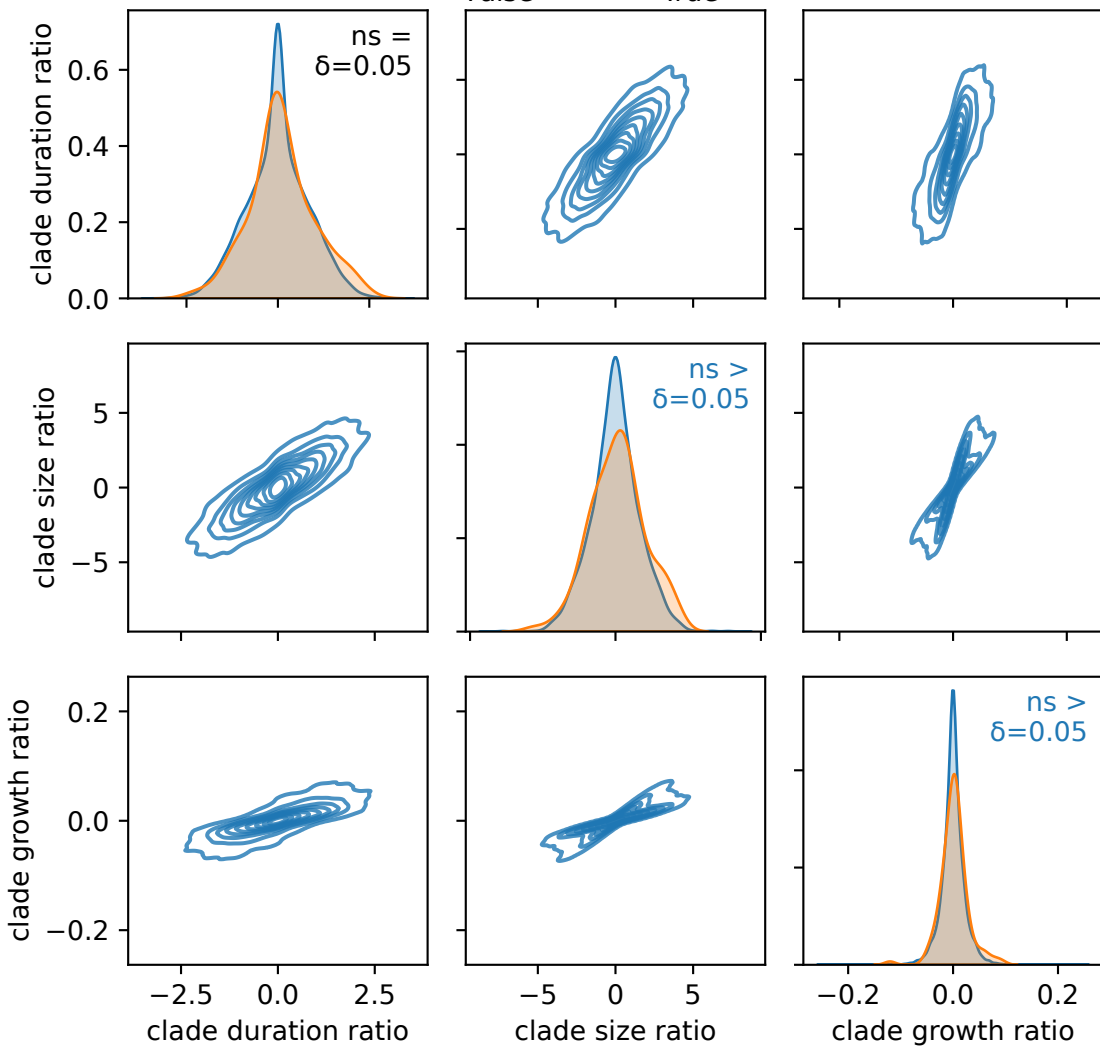 clade duration ratio
0.6
0.4
0.2
0.0
ns =
δ=0.05
clade size ratio
5
0
−5
ns >
δ=0.05
clade growth ratio
0.2
0.0
−0.2
ns >
δ=0.05
−2.5 0.0 2.5
−5 0 5
−0.2 0.0 0.2
clade duration ratio
clade size ratio
clade growth ratio